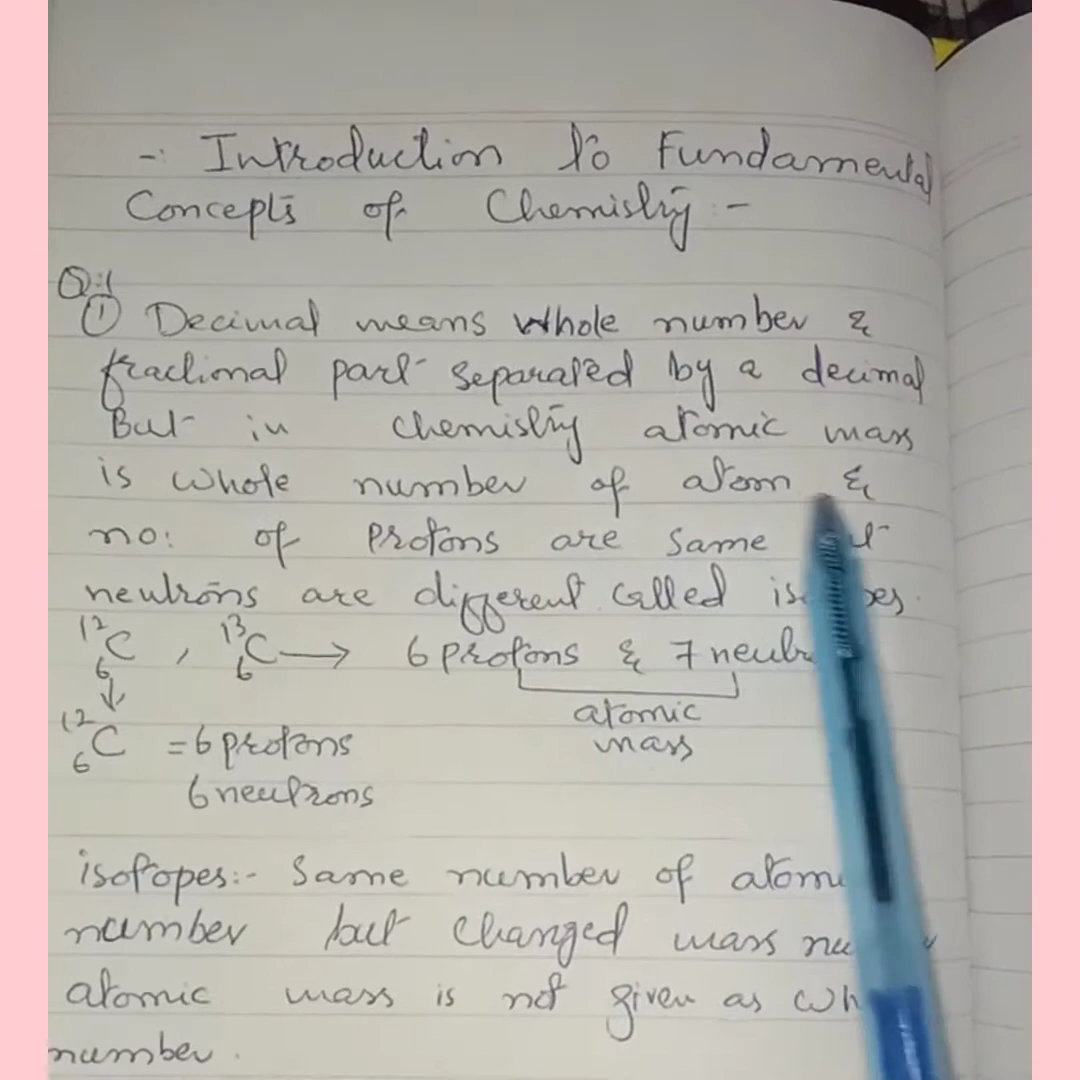 -: Introduction to Fundamental
Concepts of Chemistry :-
Q:1
① Decimal means whole number &
fractional part separated by a decimal
But in chemistry atomic mass
is whole number of atom &
no: of protons are same
neutrons are different called
¹²₆C , ¹³₆C → 6 protons & 7
atomic
mass
¹²₆C = 6 protons
6 neutrons
isotopes:- Same number of
number but changed mass
atomic mass is not given as
number.